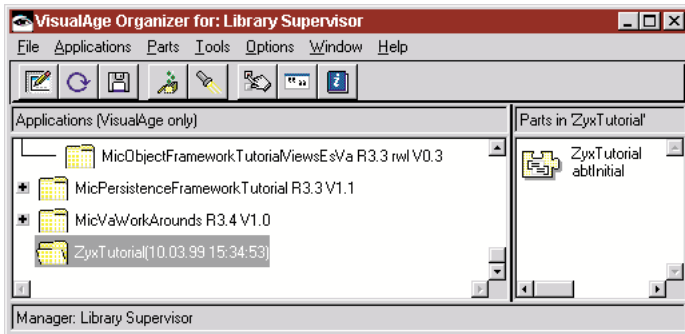 VisualAge Organizer for: Library Supervisor
File Applications Parts Tools Options Window Help
Applications (VisualAge only)
Parts in 'ZyxTutorial'
MicObjectFrameworkTutorialViewsEsVa R3.3 rwl V0.3
MicPersistenceFrameworkTutorial R3.3 V1.1
MicVaWorkArounds R3.4 V1.0
ZyxTutorial(10.03.99 15:34:53)
ZyxTutorial
abtInitial
Manager: Library Supervisor